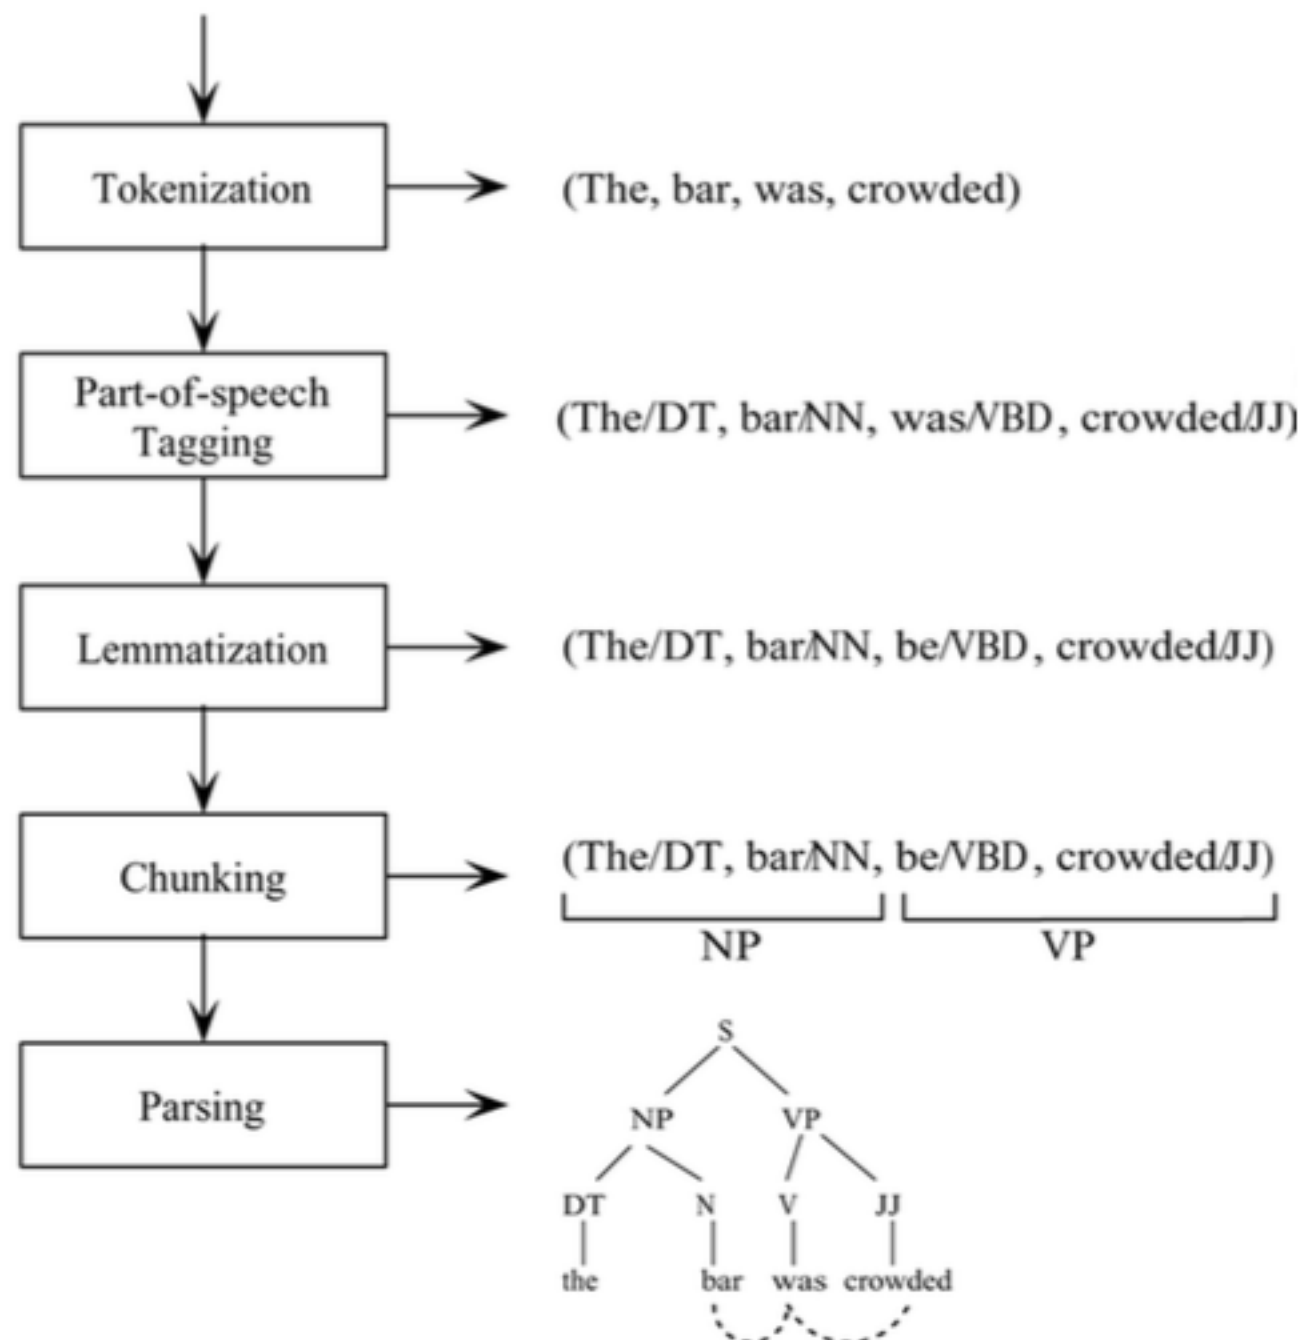 Tokenization
(The, bar, was, crowded)
Part-of-speech
Tagging
(The/DT, bar/NN, was/VBD, crowded/JJ)
Lemmatization
(The/DT, bar/NN, be/VBD, crowded/JJ)
Chunking
(The/DT, bar/NN, be/VBD, crowded/JJ)
NP VP
Parsing
S
NP VP
DT N V JJ
the bar was crowded